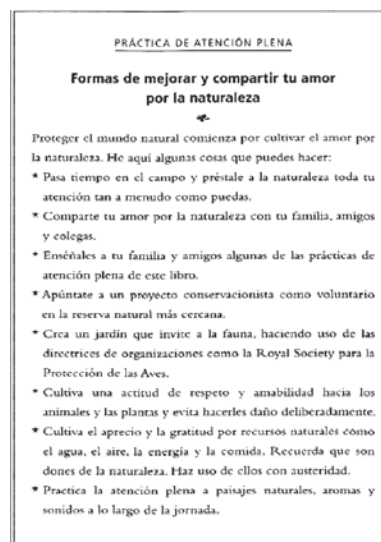 PRÁCTICA DE ATENCIÓN PLENA
Formas de mejorar y compartir tu amor
por la naturaleza
Proteger el mundo natural comienza por cultivar el amor por
la naturaleza. He aquí algunas cosas que puedes hacer:
* Pasa tiempo en el campo y préstale a la naturaleza toda tu
atención tan a menudo como puedas.
* Comparte tu amor por la naturaleza con tu familia, amigos
y colegas.
* Enséñales a tu familia y amigos algunas de las prácticas de
atención plena de este libro.
* Apúntate a un proyecto conservacionista como voluntario
en la reserva natural más cercana.
* Crea un jardín que invite a la fauna, haciendo uso de las
directrices de organizaciones como la Royal Society para la
Protección de las Aves.
* Cultiva una actitud de respeto y amabilidad hacia los
animales y las plantas y evita hacerles daño deliberadamente.
* Cultiva el aprecio y la gratitud por recursos naturales como
el agua, el aire, la energía y la comida. Recuerda que son
dones de la naturaleza. Haz uso de ellos con austeridad.
* Practica la atención plena a paisajes naturales, aromas y
sonidos a lo largo de la jornada.